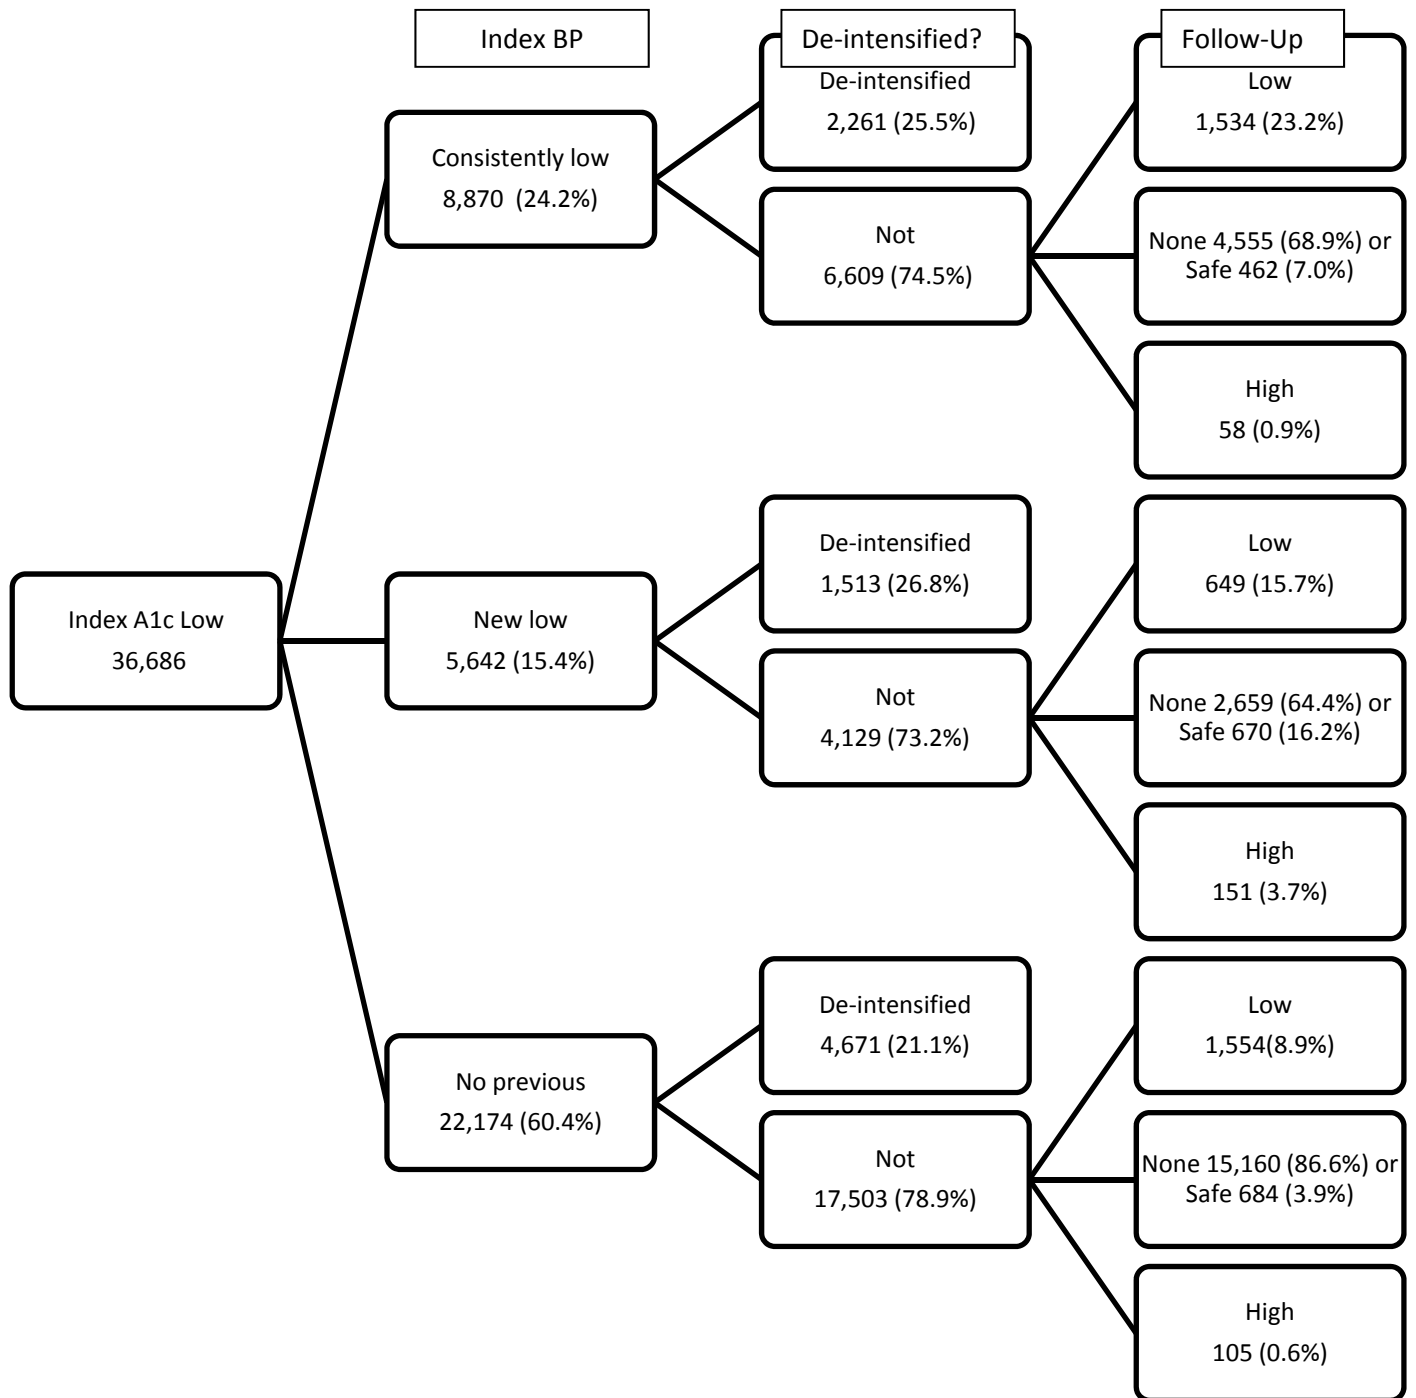 Index BP
De-intensified?
Follow-Up
De-intensified
2,261 (25.5%)
Low
1,534 (23.2%)
Consistently low
8,870  (24.2%)
Not
6,609 (74.5%)
None 4,555 (68.9%) or
Safe 462 (7.0%)
High
58 (0.9%)
Index A1c Low
36,686
New low
5,642 (15.4%)
De-intensified
1,513 (26.8%)
Not
4,129 (73.2%)
Low
649 (15.7%)
None 2,659 (64.4%) or
Safe 670 (16.2%)
High
151 (3.7%)
No previous
22,174 (60.4%)
De-intensified
4,671 (21.1%)
Not
17,503 (78.9%)
Low
1,554(8.9%)
None 15,160 (86.6%) or
Safe 684 (3.9%)
High
105 (0.6%)